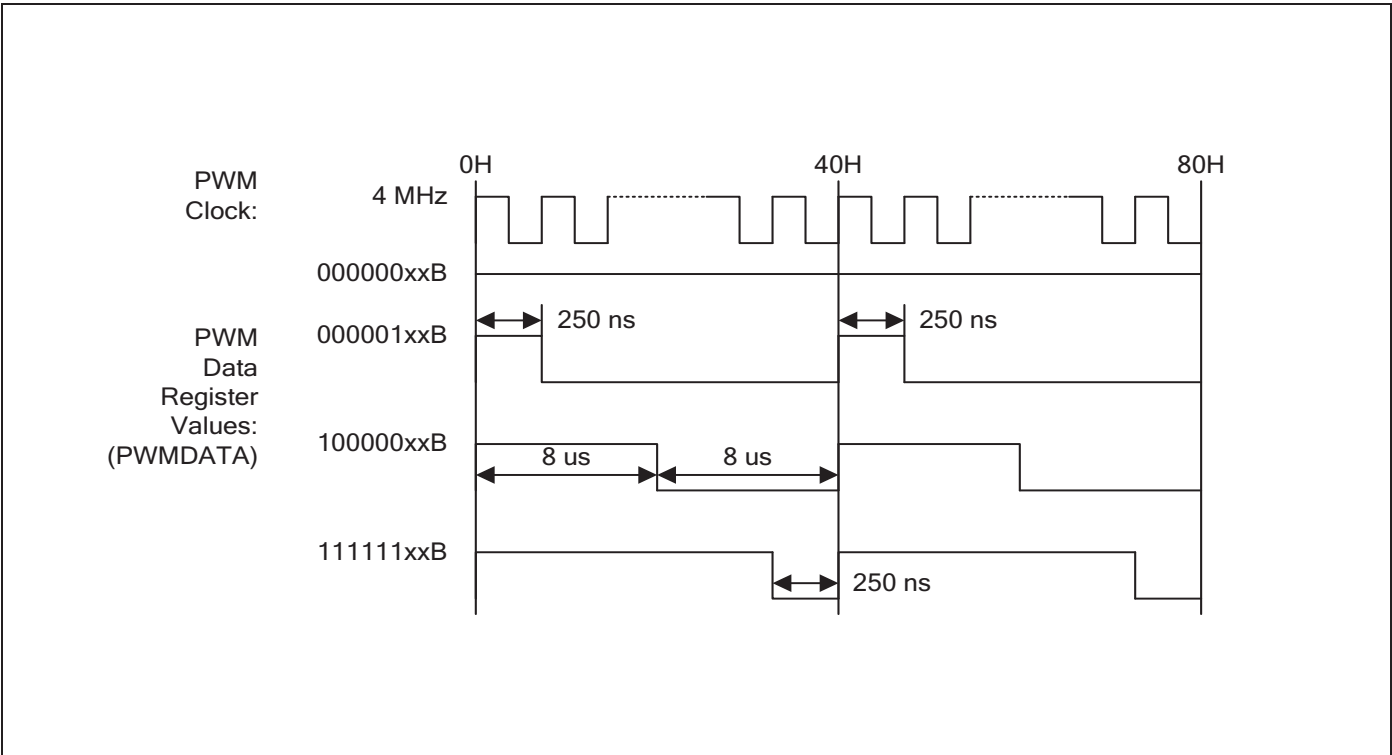 0H 40H 80H
PWM
Clock:
4 MHz
000000xxB
250 ns 250 ns
PWM
Data
Register
Values:
(PWMDATA)
000001xxB
100000xxB
8 us 8 us
111111xxB
250 ns